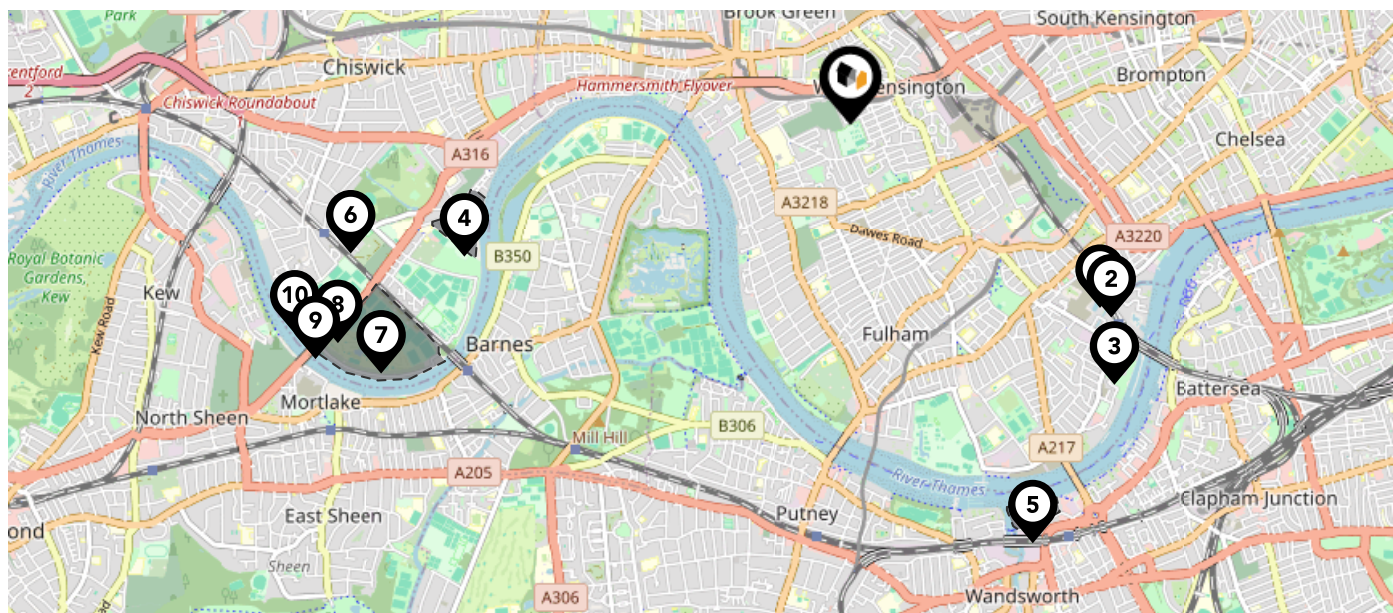 Park
Brook Green
South Kensington
Chiswick
Brompton
rentford
2
Chiswick Roundabout
Hammersmith Flyover
ensington
Chelsea
River Thames
A316
6
4
A3218
Dawes Road
A3220
B350
Royal Botanic
Gardens,
Kew
Kew
2
10
8
9
7
Kew Road
Barnes
Fulham
3
Battersea
Mortlake
North Sheen
B306
Mill Hill
A217
A205
River Thames
Clapham Junction
5
East Sheen
Putney
ond
Sheen
A306
Wandsworth